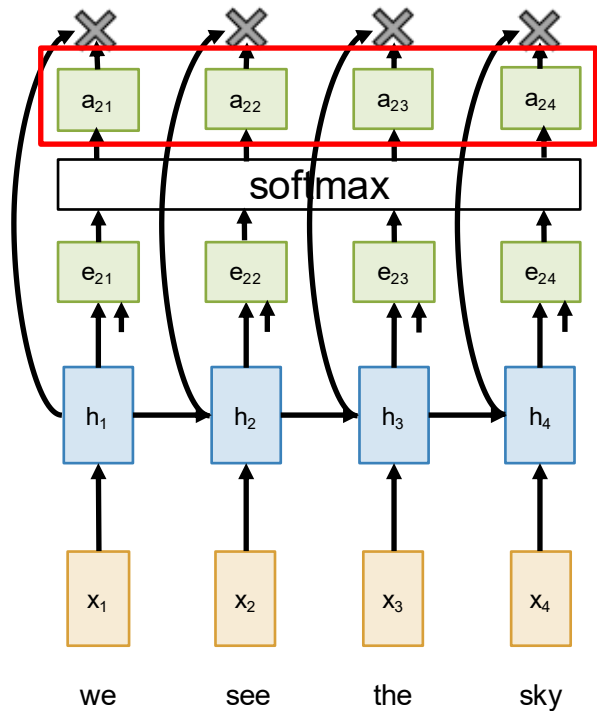 a₂₁ a₂₂ a₂₃ a₂₄
softmax
e₂₁ e₂₂ e₂₃ e₂₄
h₁ h₂ h₃ h₄
x₁ x₂ x₃ x₄
we see the sky